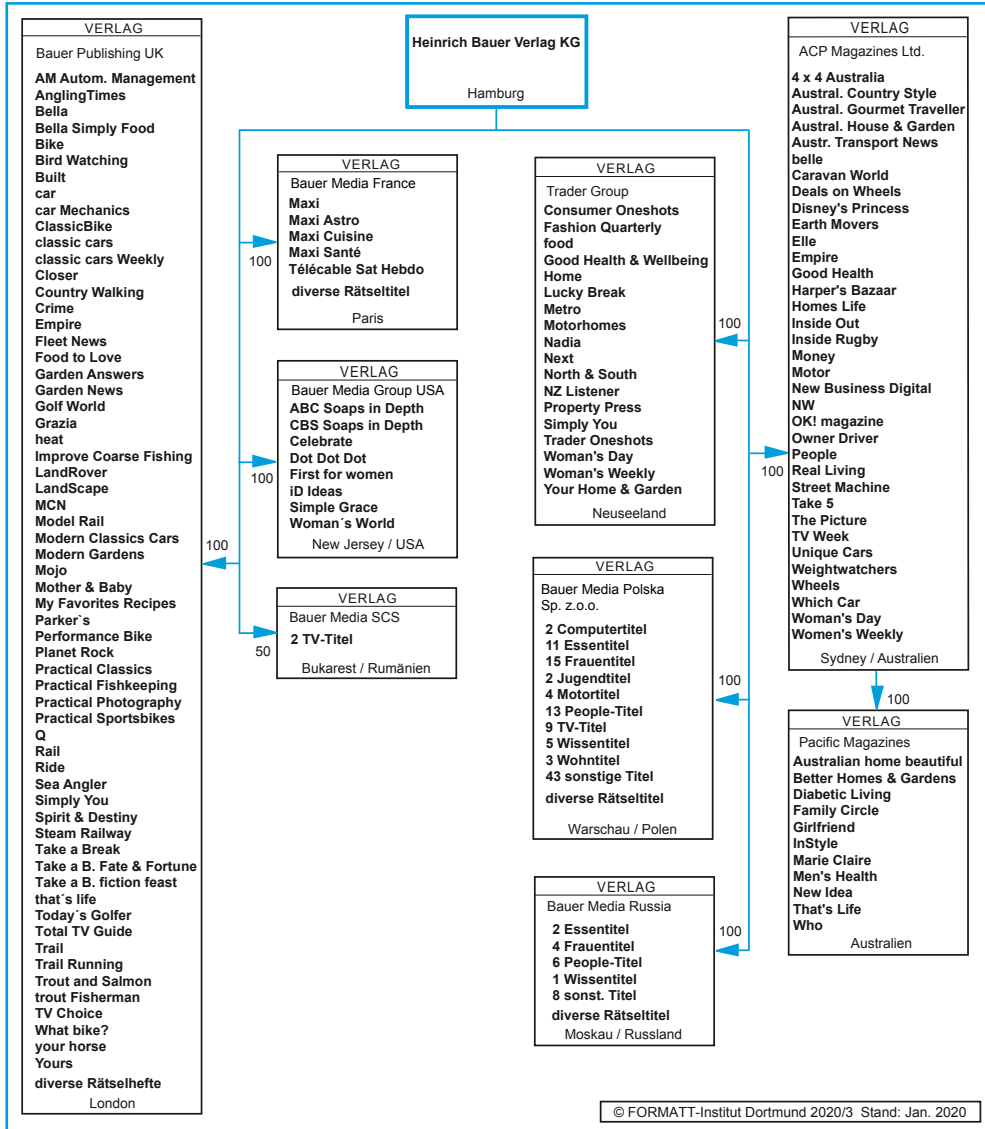 VERLAG
Bauer Publishing UK
AM Autom. Management
AnglingTimes
Bella
Bella Simply Food
Bike
Bird Watching
Built
car
car Mechanics
ClassicBike
classic cars
classic cars Weekly
Closer
Country Walking
Crime
Empire
Fleet News
Food to Love
Garden Answers
Garden News
Golf World
Grazia
heat
Improve Coarse Fishing
LandRover
LandScape
MCN
Model Rail
Modern Classics Cars
Modern Gardens
Mojo
Mother & Baby
My Favorites Recipes
Parker`s
Performance Bike
Planet Rock
Practical Classics
Practical Fishkeeping
Practical Photography
Practical Sportsbikes
Q
Rail
Ride
Sea Angler
Simply You
Spirit & Destiny
Steam Railway
Take a Break
Take a B. Fate & Fortune
Take a B. fiction feast
that´s life
Today´s Golfer
Total TV Guide
Trail
Trail Running
Trout and Salmon
trout Fisherman
TV Choice
What bike?
your horse
Yours
diverse Rätselhefte
London
100
Heinrich Bauer Verlag KG
Hamburg
VERLAG
Bauer Media France
Maxi
Maxi Astro
Maxi Cuisine
Maxi Santé
Télécable Sat Hebdo
diverse Rätseltitel
Paris
100
VERLAG
Bauer Media Group USA
ABC Soaps in Depth
CBS Soaps in Depth
Celebrate
Dot Dot Dot
First for women
iD Ideas
Simple Grace
Woman´s World
New Jersey / USA
100
VERLAG
Bauer Media SCS
2 TV-Titel
Bukarest / Rumänien
50
VERLAG
Trader Group
Consumer Oneshots
Fashion Quarterly
food
Good Health & Wellbeing
Home
Lucky Break
Metro
Motorhomes
Nadia
Next
North & South
NZ Listener
Property Press
Simply You
Trader Oneshots
Woman's Day
Woman's Weekly
Your Home & Garden
Neuseeland
100
VERLAG
Bauer Media Polska
Sp. z.o.o.
2 Computertitel
11 Essentitel
15 Frauentitel
2 Jugendtitel
4 Motortitel
13 People-Titel
9 TV-Titel
5 Wissentitel
3 Wohntitel
43 sonstige Titel
diverse Rätseltitel
Warschau / Polen
100
VERLAG
Bauer Media Russia
2 Essentitel
4 Frauentitel
6 People-Titel
1 Wissentitel
8 sonst. Titel
diverse Rätseltitel
Moskau / Russland
100
VERLAG
ACP Magazines Ltd.
4 x 4 Australia
Austral. Country Style
Austral. Gourmet Traveller
Austral. House & Garden
Austr. Transport News
belle
Caravan World
Deals on Wheels
Disney's Princess
Earth Movers
Elle
Empire
Good Health
Harper's Bazaar
Homes Life
Inside Out
Inside Rugby
Money
Motor
New Business Digital
NW
OK! magazine
Owner Driver
People
Real Living
Street Machine
Take 5
The Picture
TV Week
Unique Cars
Weightwatchers
Wheels
Which Car
Woman's Day
Women's Weekly
Sydney / Australien
100
100
VERLAG
Pacific Magazines
Australian home beautiful
Better Homes & Gardens
Diabetic Living
Family Circle
Girlfriend
InStyle
Marie Claire
Men's Health
New Idea
That's Life
Who
Australien
© FORMATT-Institut Dortmund 2020/3 Stand: Jan. 2020